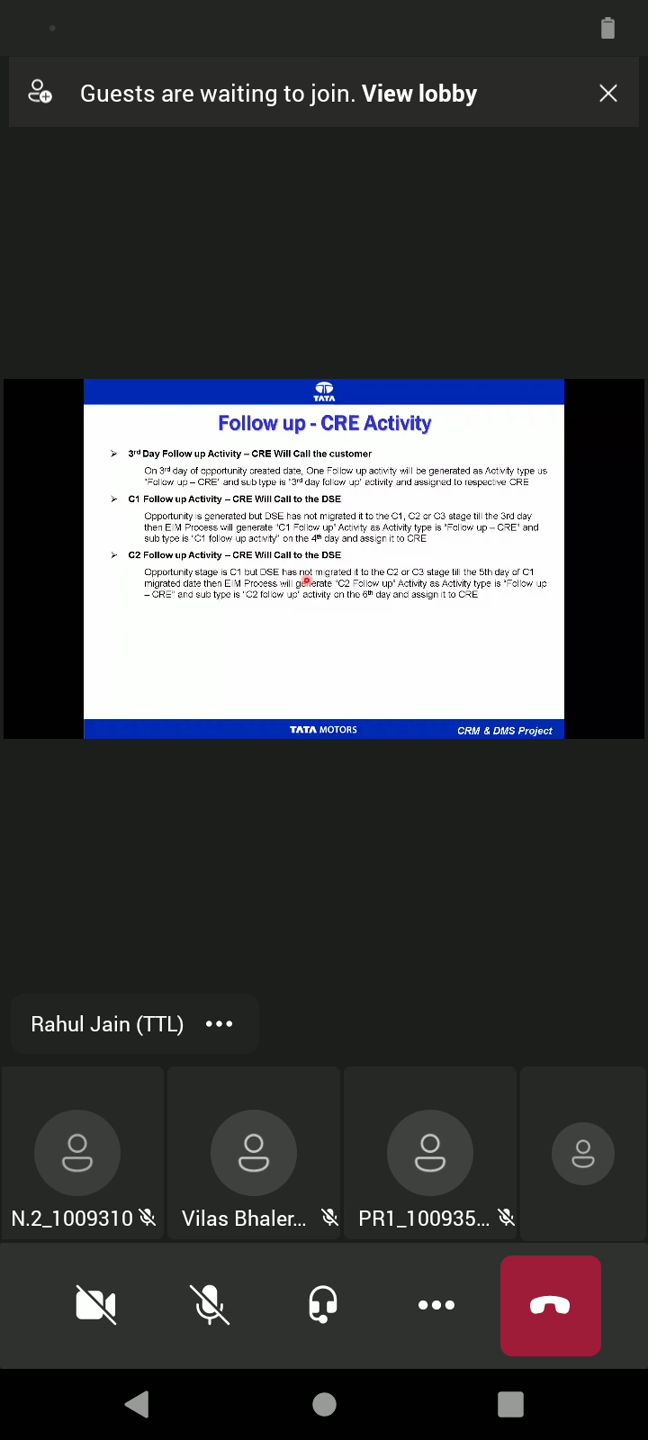 Guests are waiting to join. View lobby
TATA
Follow up - CRE Activity
➢ 3rd Day Follow up Activity – CRE Will Call the customer
On 3rd day of opportunity created date, One Follow up activity will be generated as Activity type us
"Follow up – CRE" and sub type is "3rd day follow up" activity and assigned to respective CRE
➢ C1 Follow up Activity – CRE Will Call to the DSE
Opportunity is generated but DSE has not migrated it to the C1, C2 or C3 stage till the 3rd day
then EIM Process will generate "C1 Follow up" Activity as Activity type is "Follow up – CRE" and
sub type is "C1 follow up activity" on the 4th day and assign it to CRE
➢ C2 Follow up Activity – CRE Will Call to the DSE
Opportunity stage is C1 but DSE has not migrated it to the C2 or C3 stage till the 5th day of C1
migrated date then EIM Process will generate "C2 Follow up" Activity as Activity type is "Follow up
– CRE" and sub type is "C2 follow up" activity on the 6th day and assign it to CRE
TATA MOTORS
CRM & DMS Project
Rahul Jain (TTL)
N.2_1009310
Vilas Bhaler...
PR1_100935...